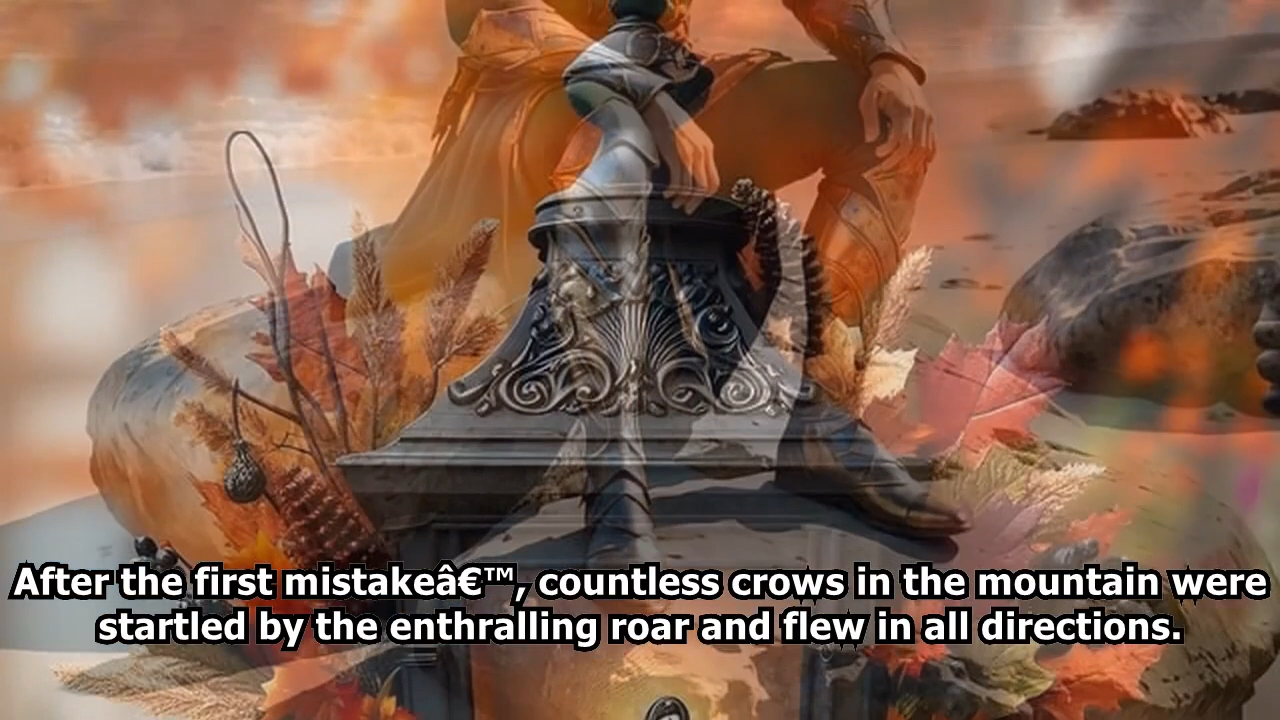 After the first mistakeâ€™, countless crows in the mountain were
startled by the enthralling roar and flew in all directions.